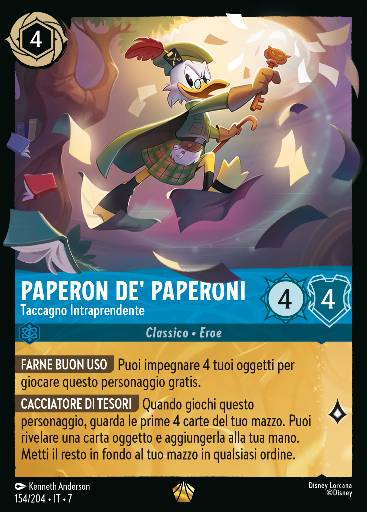 4
PAPERON DE' PAPERONI
Taccagno Intraprendente
4 4
Classico • Eroe
FARNE BUON USO Puoi impegnare 4 tuoi oggetti per
giocare questo personaggio gratis.
CACCIATORE DI TESORI Quando giochi questo
personaggio, guarda le prime 4 carte del tuo mazzo. Puoi
rivelare una carta oggetto e aggiungerla alla tua mano.
Metti il resto in fondo al tuo mazzo in qualsiasi ordine.
Kenneth Anderson
154/204 • IT • 7
Disney Lorcana
©Disney